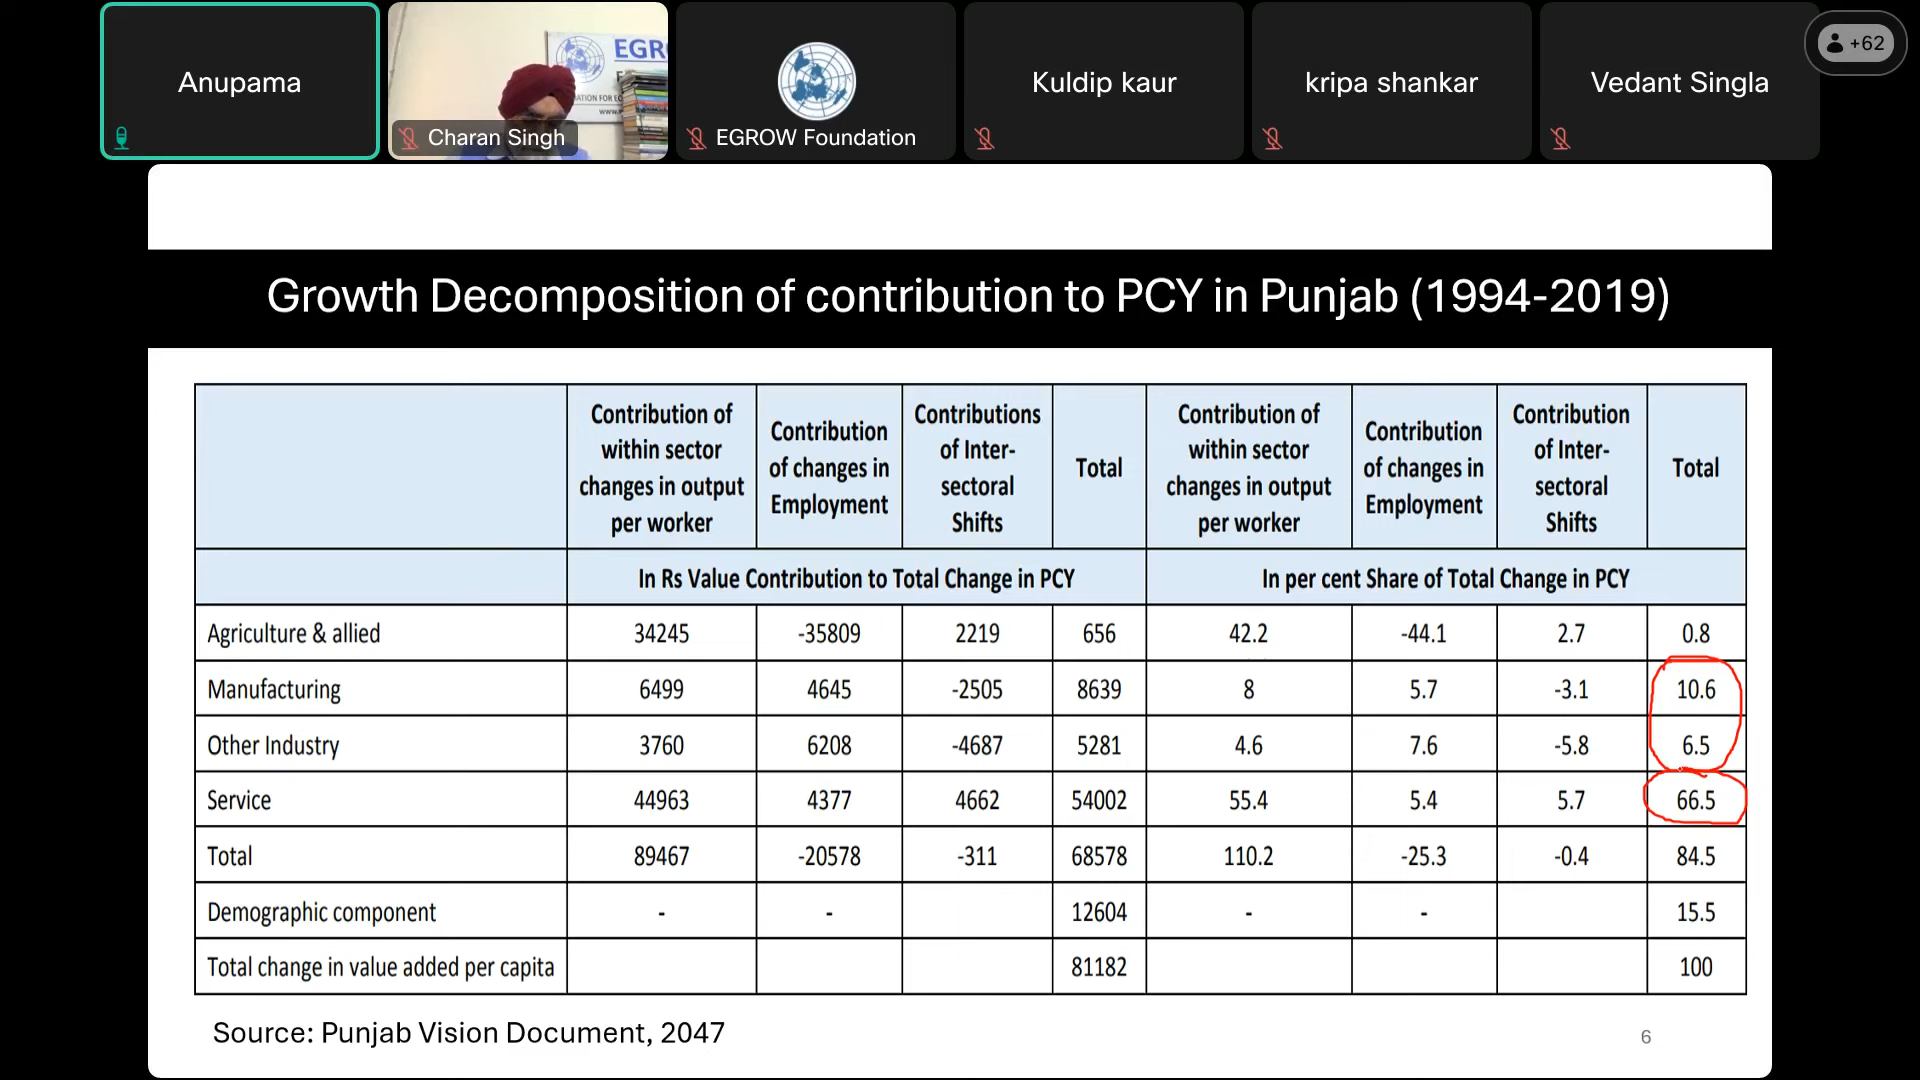 Anupama
EGR
ATION FOR EC
www.
Charan Singh
EGROW Foundation
Kuldip kaur
kripa shankar
Vedant Singla
+62
Growth Decomposition of contribution to PCY in Punjab (1994-2019)
Contribution of within sector changes in output per worker
Contribution of changes in Employment
Contributions of Inter-sectoral Shifts
Total
Contribution of within sector changes in output per worker
Contribution of changes in Employment
Contribution of Inter-sectoral Shifts
Total
In Rs Value Contribution to Total Change in PCY
In per cent Share of Total Change in PCY
Agriculture & allied 34245 -35809 2219 656 42.2 -44.1 2.7 0.8
Manufacturing 6499 4645 -2505 8639 8 5.7 -3.1 10.6
Other Industry 3760 6208 -4687 5281 4.6 7.6 -5.8 6.5
Service 44963 4377 4662 54002 55.4 5.4 5.7 66.5
Total 89467 -20578 -311 68578 110.2 -25.3 -0.4 84.5
Demographic component - - 12604 - - 15.5
Total change in value added per capita 81182 100
Source: Punjab Vision Document, 2047
6